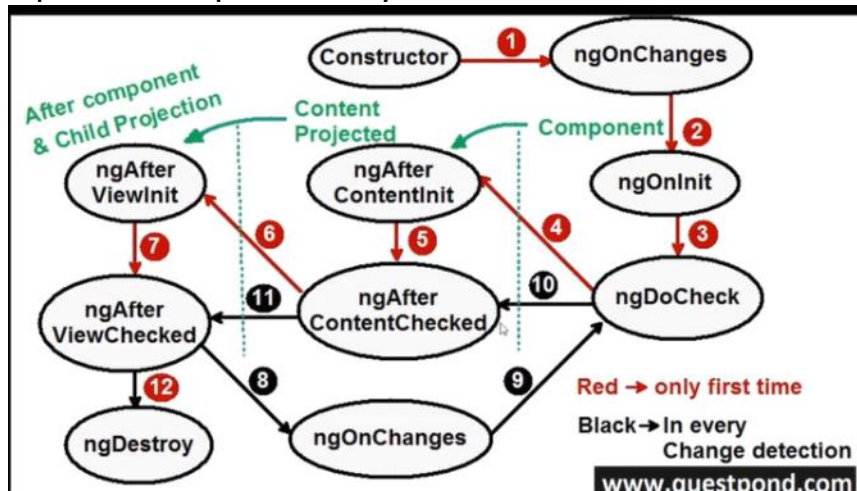 Constructor
1
ngOnChanges
After component
& Child Projection
Content
Projected
Component
2
ngAfter
ViewInit
ngAfter
ContentInit
ngOnInit
7
6
5
4
3
ngAfter
ViewChecked
11
ngAfter
ContentChecked
10
ngDoCheck
12
8
9
Red → only first time
ngDestroy
ngOnChanges
Black→In every
Change detection
www.questpond.com